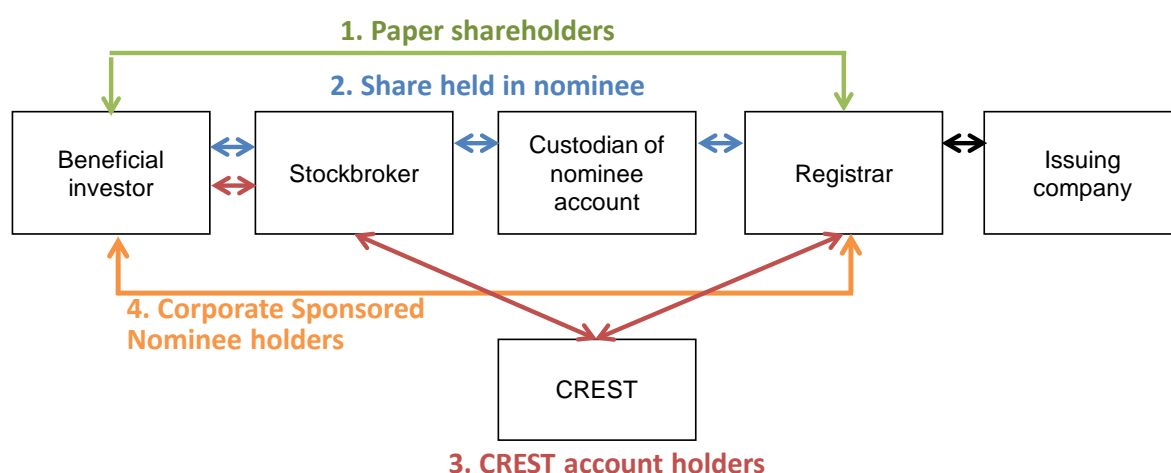 1. Paper shareholders
2. Share held in nominee
Beneficial
investor
Stockbroker
Custodian of
nominee
account
Registrar
Issuing
company
4. Corporate Sponsored
Nominee holders
CREST
3. CREST account holders